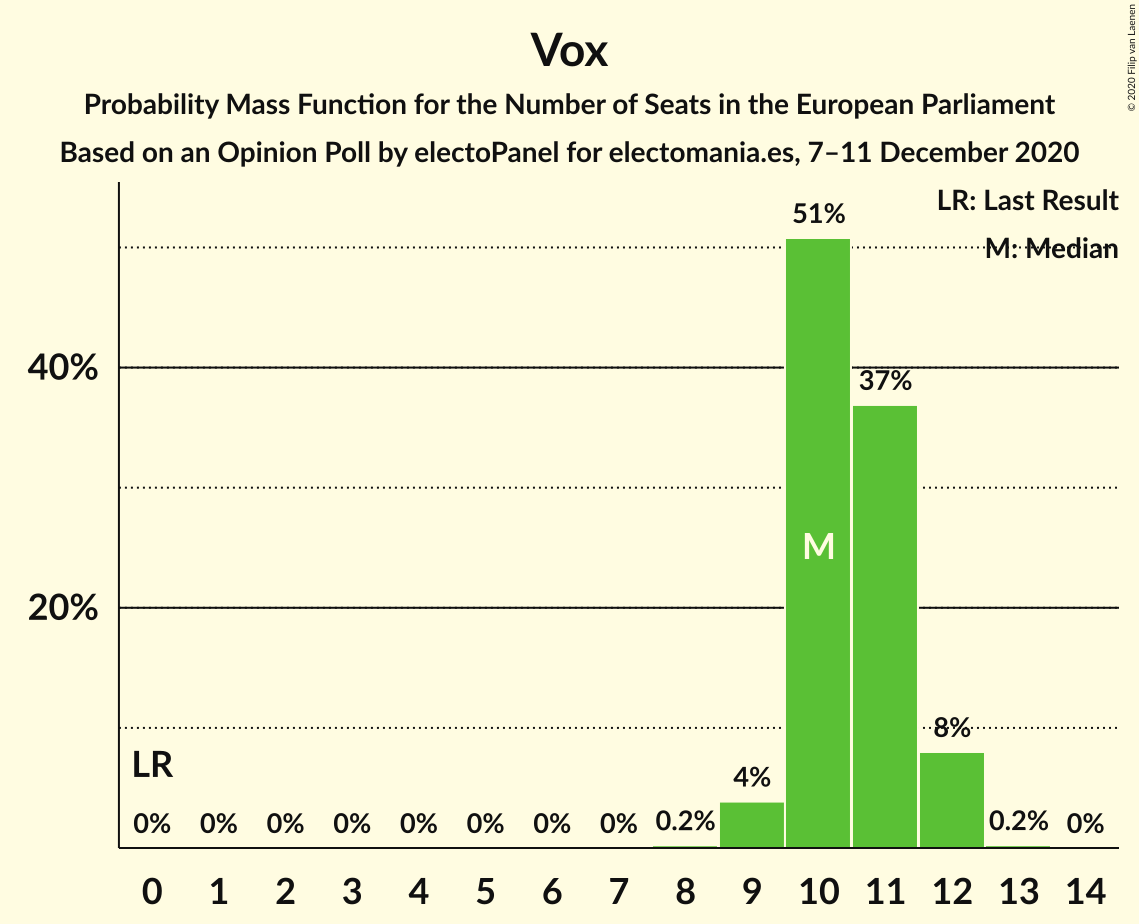 Vox
Probability Mass Function for the Number of Seats in the European Parliament
Based on an Opinion Poll by electoPanel for electomania.es, 7–11 December 2020
© 2020 Filip van Laenen
LR: Last Result
M: Median
51%
40%
37%
M
20%
8%
LR
4%
0% 0% 0% 0% 0% 0% 0% 0% 0.2% 0.2% 0%
0 1 2 3 4 5 6 7 8 9 10 11 12 13 14